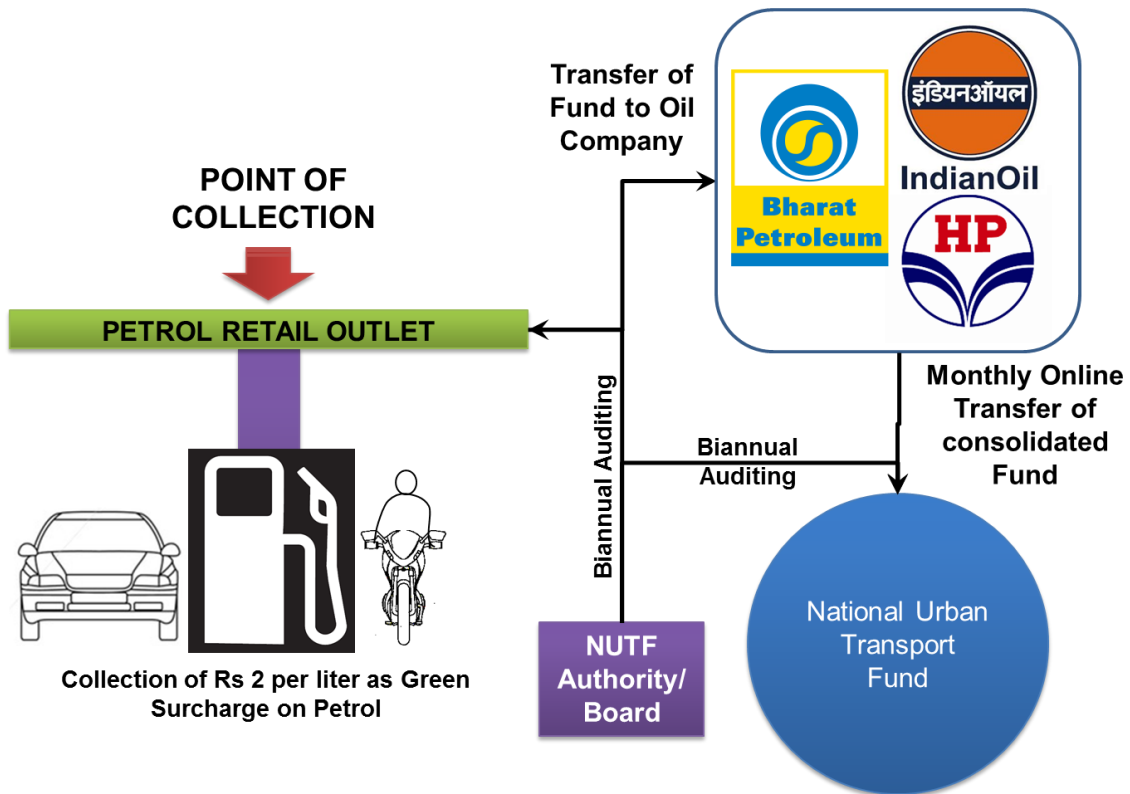 POINT OF
COLLECTION
PETROL RETAIL OUTLET
Collection of Rs 2 per liter as Green
Surcharge on Petrol
Transfer of
Fund to Oil
Company
Bharat
Petroleum
इंडियनऑयल
IndianOil
HP
Monthly Online
Transfer of
consolidated
Fund
Biannual Auditing
Biannual
Auditing
NUTF
Authority/
Board
National Urban
Transport
Fund